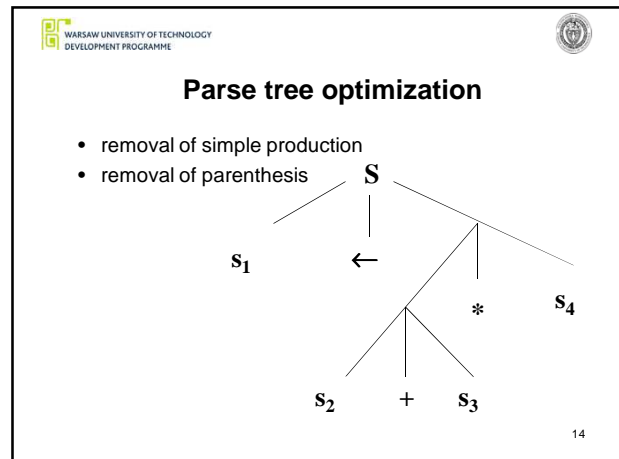 WARSAW UNIVERSITY OF TECHNOLOGY
DEVELOPMENT PROGRAMME
Parse tree optimization
• removal of simple production
• removal of parenthesis
S
s₁ ←
* s₄
s₂ + s₃
14